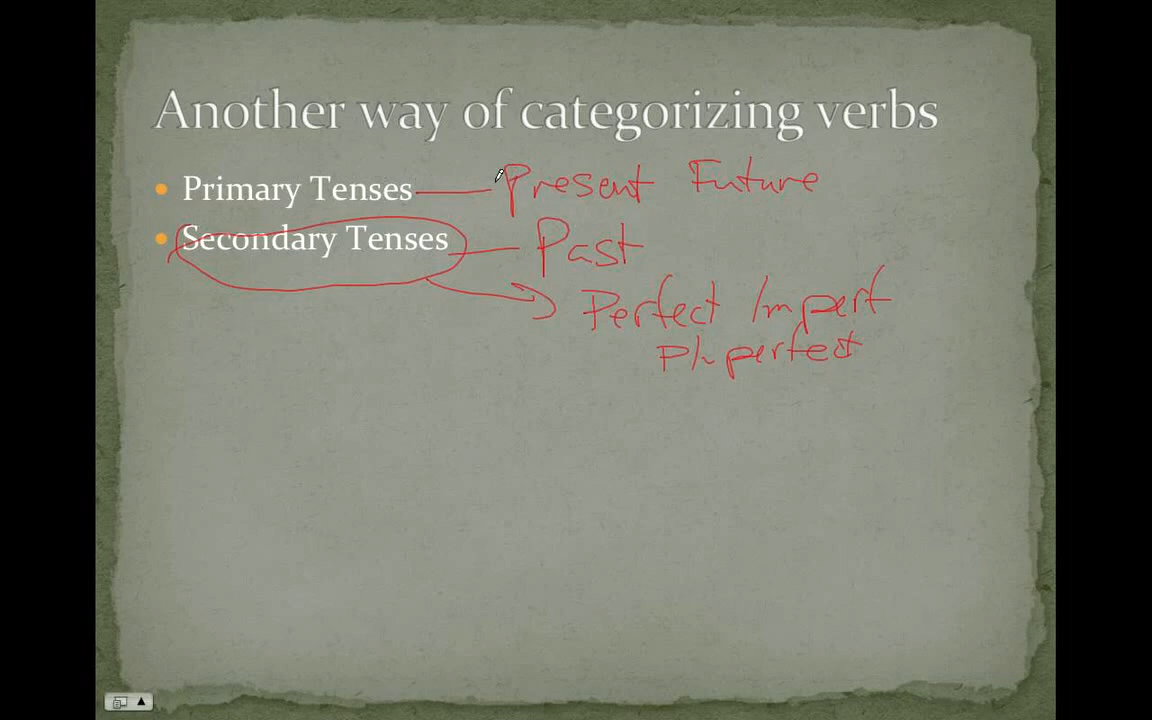 Another way of categorizing verbs
• Primary Tenses — Present Future
• Secondary Tenses — Past
Perfect Imperf
Pluperfect